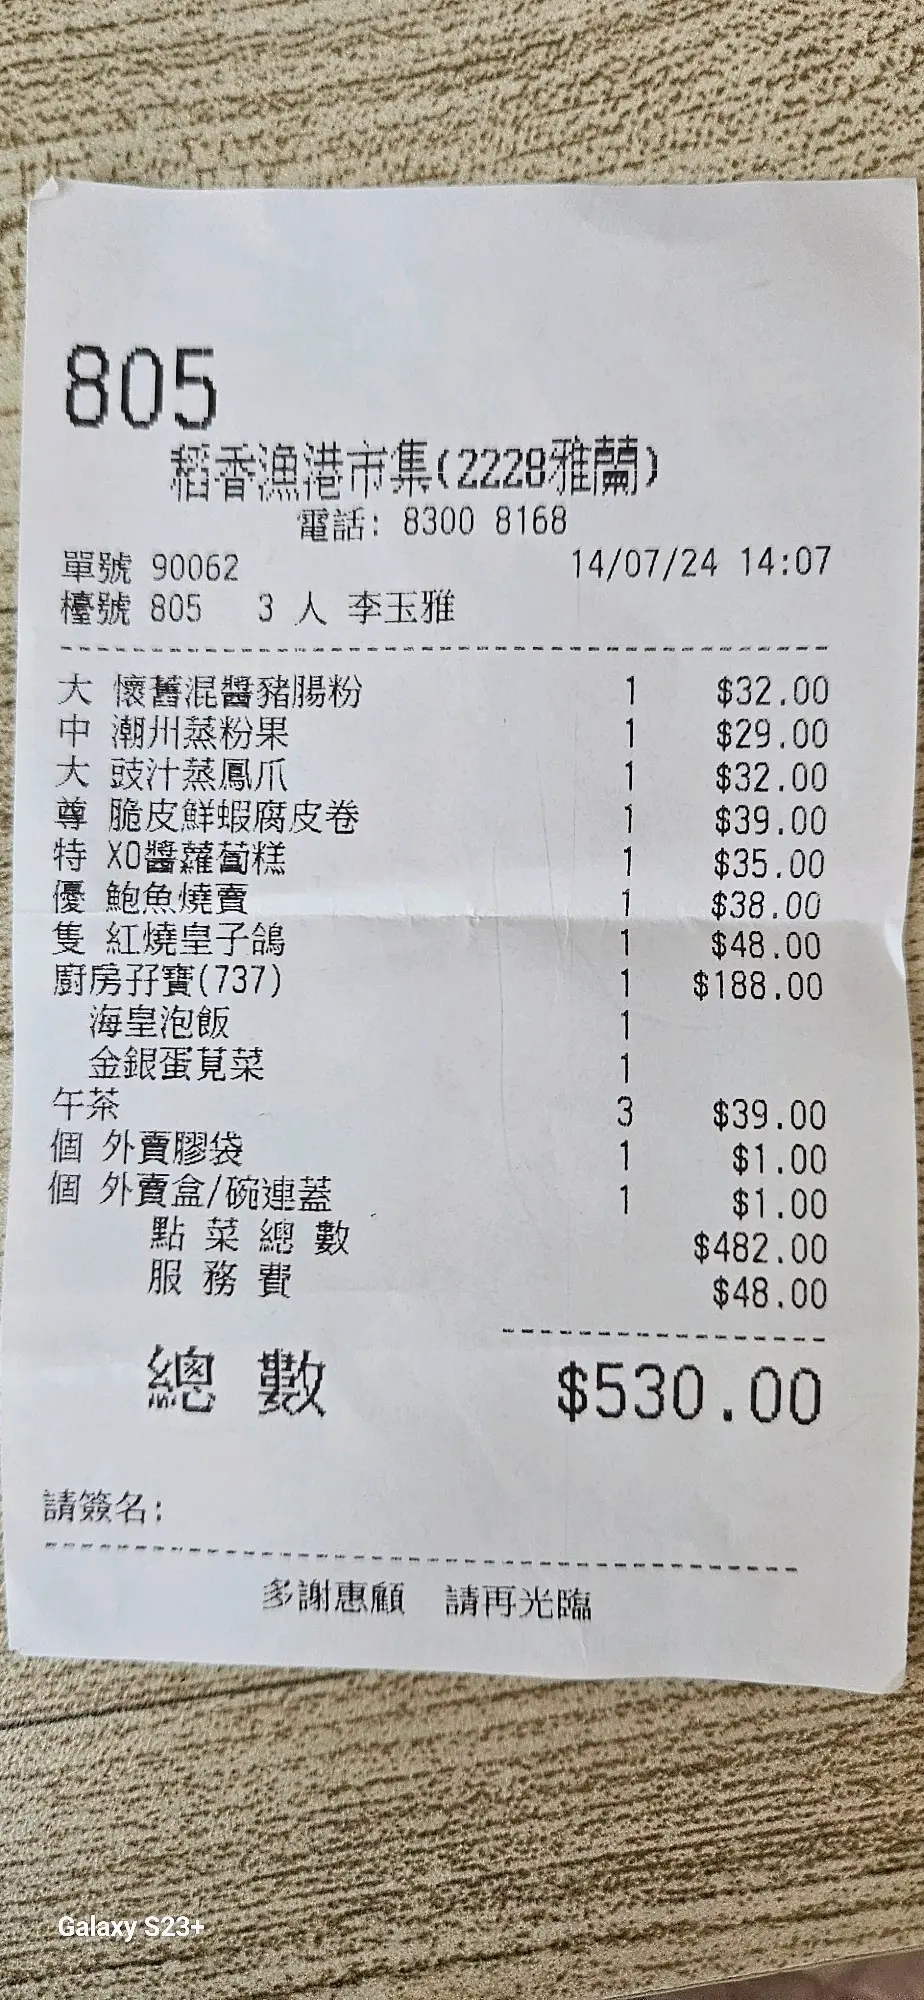 805
稻香漁港市集(2228雅蘭)
電話: 8300 8168
單號 90062 14/07/24 14:07
檯號 805 3 人 李玉雅
大 懷舊混醬豬腸粉 1 $32.00
中 潮州蒸粉果 1 $29.00
大 豉汁蒸鳳爪 1 $32.00
尊 脆皮鮮蝦腐皮卷 1 $39.00
特 XO醬蘿蔔糕 1 $35.00
優 鮑魚燒賣 1 $38.00
隻 紅燒皇子鴿 1 $48.00
廚房孖寶(737) 1 $188.00
海皇泡飯 1
金銀蛋莧菜 1
午茶 3 $39.00
個 外賣膠袋 1 $1.00
個 外賣盒/碗連蓋 1 $1.00
點 菜 總 數 $482.00
服 務 費 $48.00
總 數 $530.00
請簽名:
多謝惠顧 請再光臨
Galaxy S23+